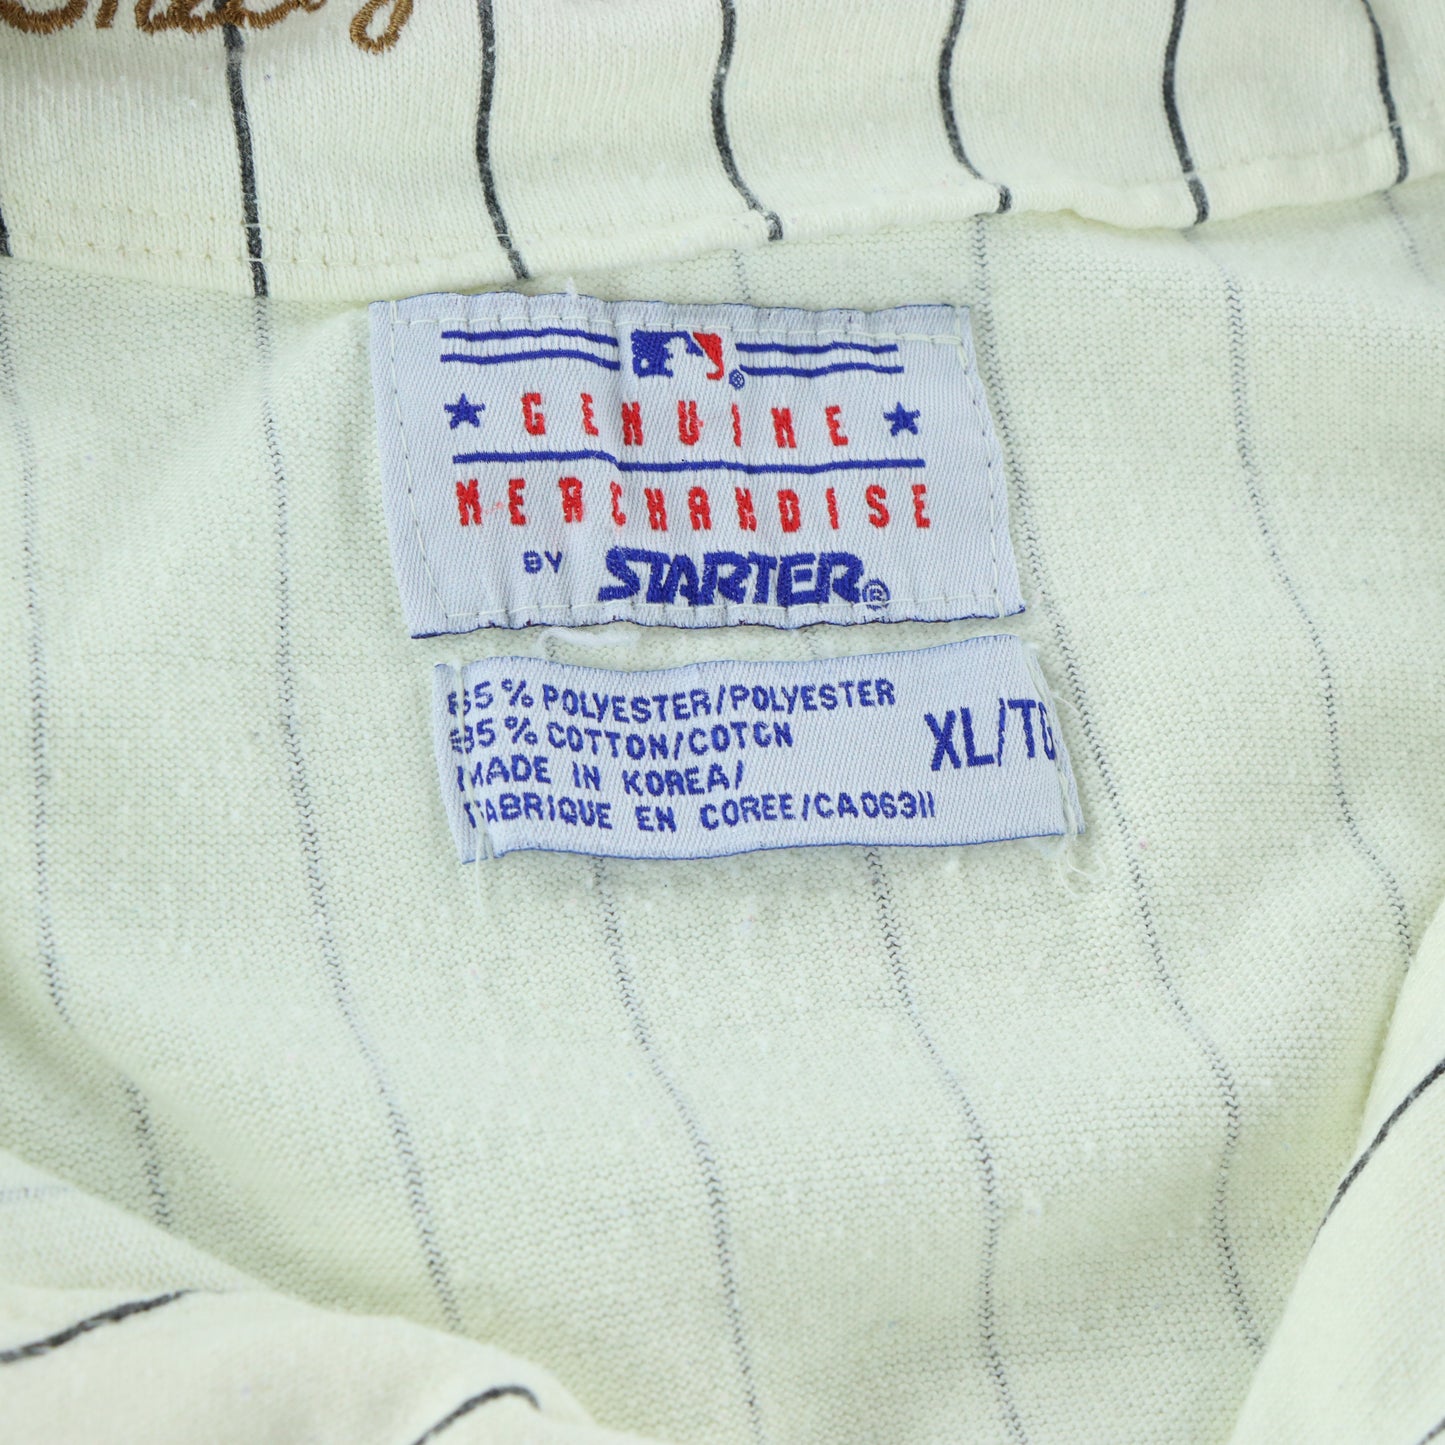 GENUINE
MERCHANDISE
BY STARTER®
65% POLYESTER/POLYESTER
35% COTTON/COTON
MADE IN KOREA/
FABRIQUE EN COREE/CA06311
XL/TG